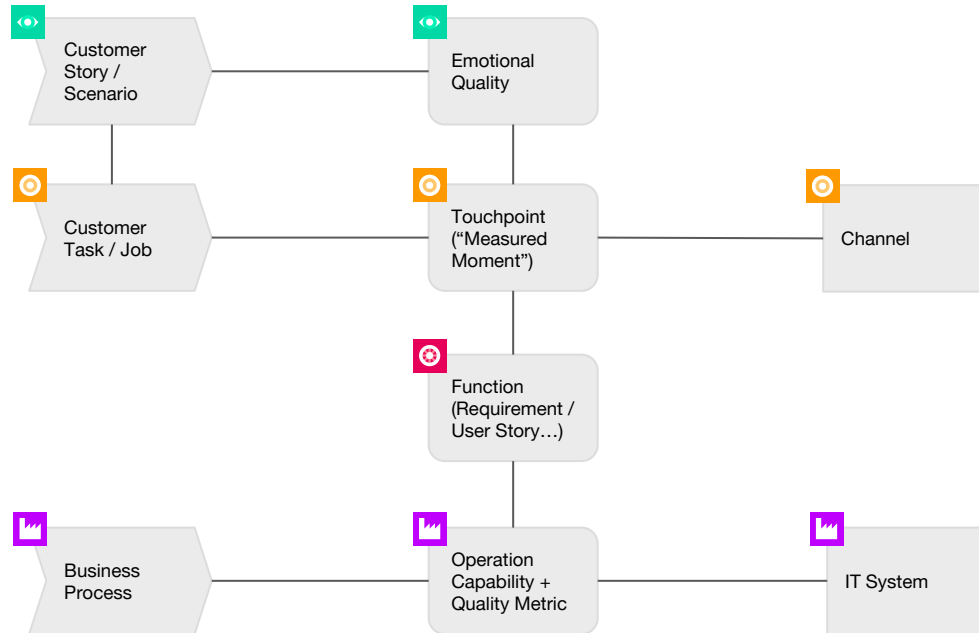 Customer
Story /
Scenario
Emotional
Quality
Customer
Task / Job
Touchpoint
(“Measured
Moment”)
Channel
Function
(Requirement /
User Story…)
Business
Process
Operation
Capability +
Quality Metric
IT System